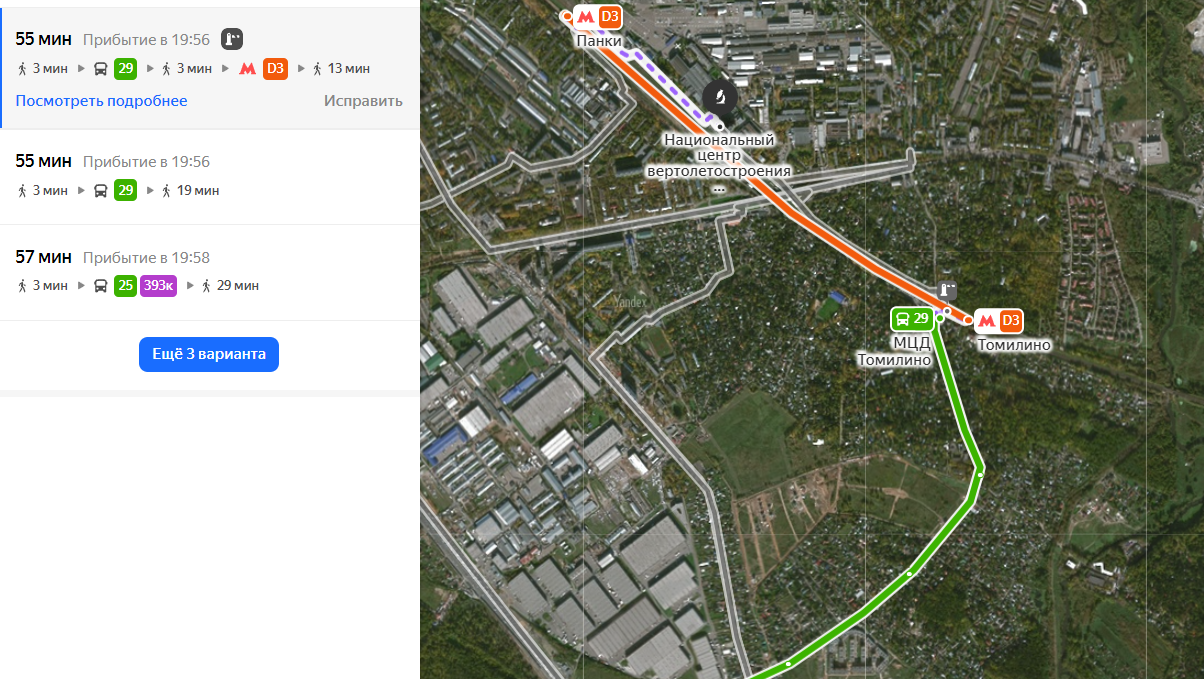 55 мин Прибытие в 19:56
3 мин 29 3 мин D3 13 мин
Посмотреть подробнее Исправить
55 мин Прибытие в 19:56
3 мин 29 19 мин
57 мин Прибытие в 19:58
3 мин 25 393к 29 мин
Ещё 3 варианта
D3
Панки
Национальный
центр
вертолетостроения
...
Yandex
29
D3
МЦД
Томилино
Томилино